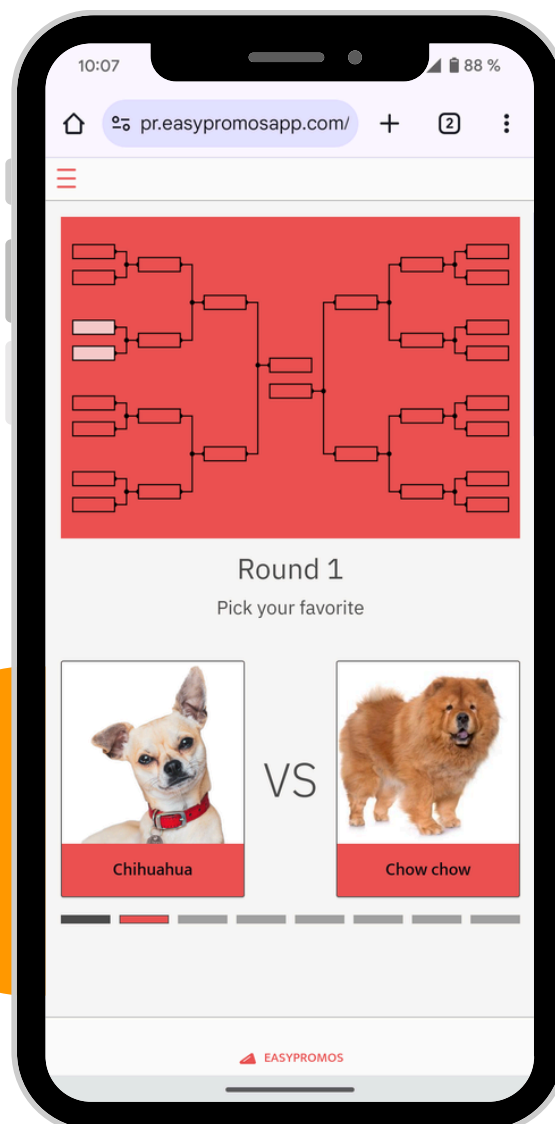 10:07
88 %
pr.easypromosapp.com/
2
Round 1
Pick your favorite
VS
Chihuahua
Chow chow
EASYPROMOS